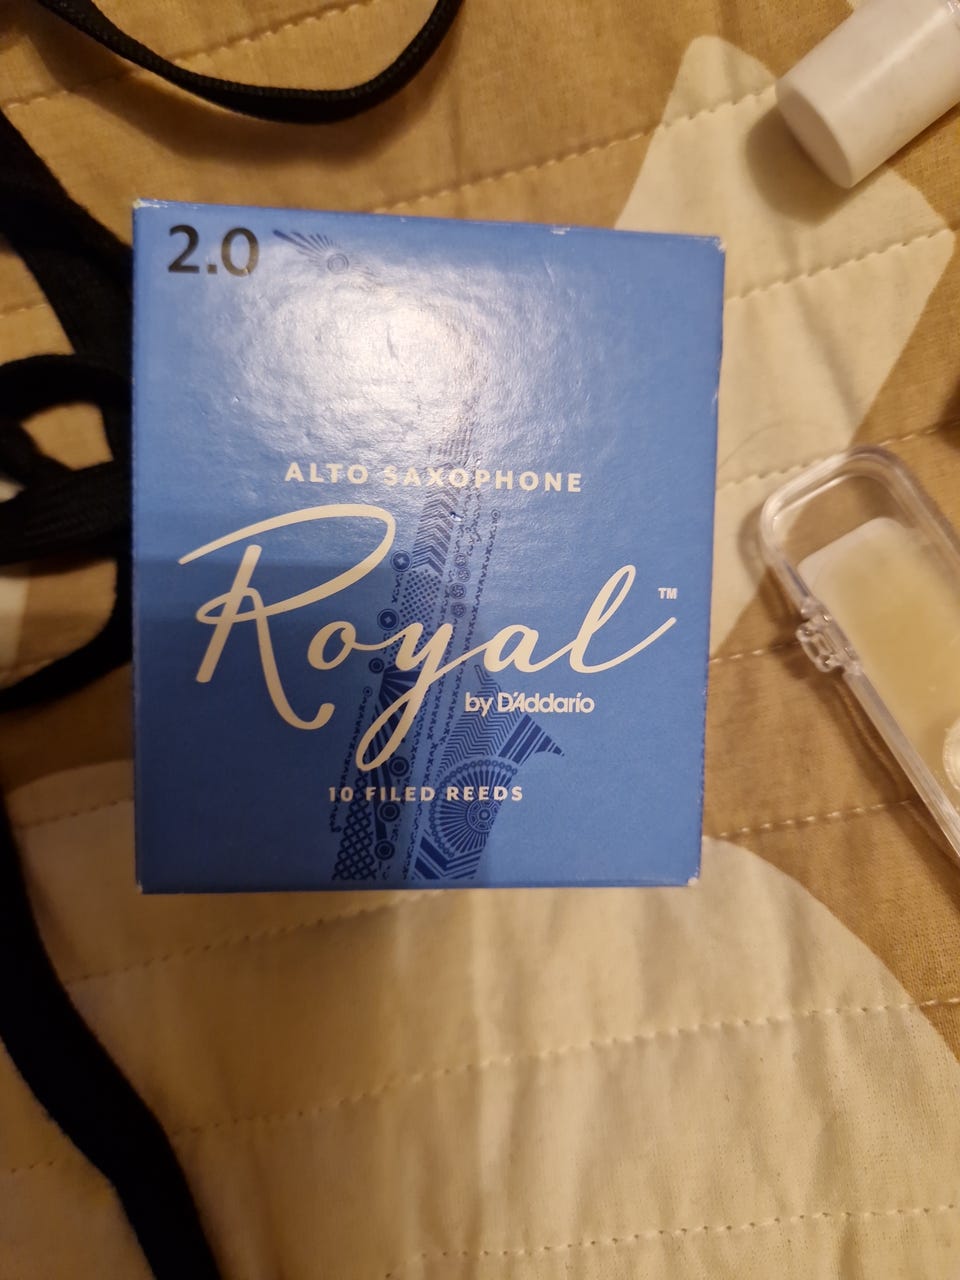 2.0
ALTO SAXOPHONE
Royal™
by D'Addario
10 FILED REEDS